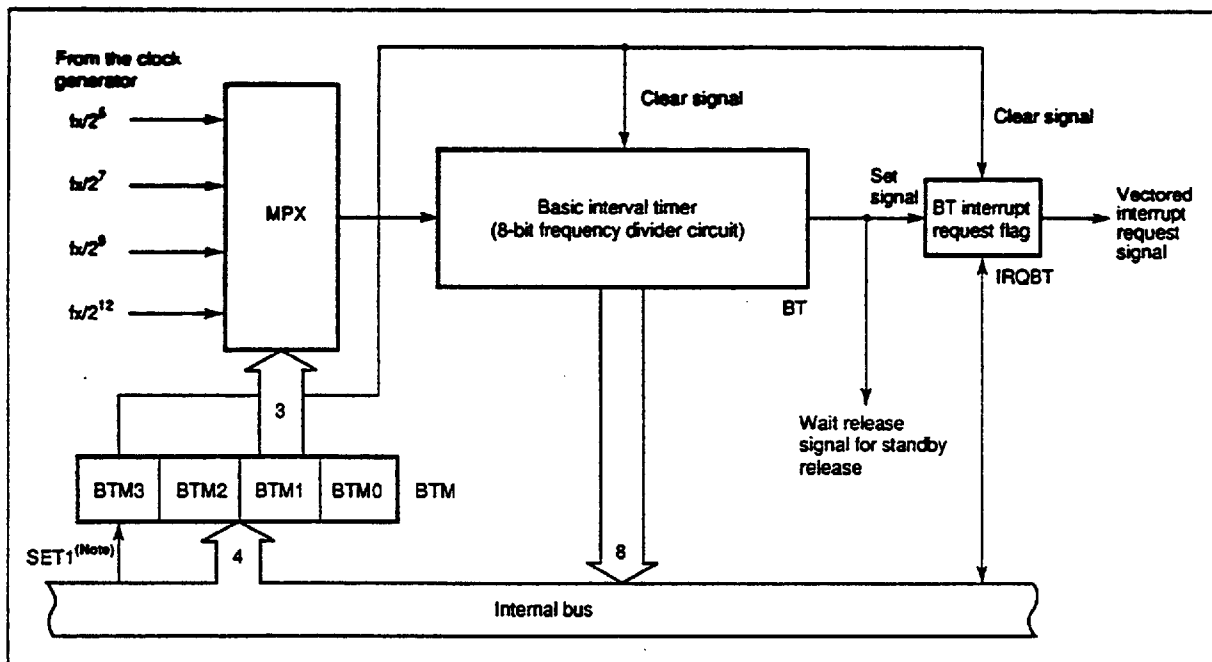 From the clock
generator
fx/2^5
fx/2^7
fx/2^9
fx/2^12
MPX
Clear signal
Clear signal
Basic interval timer
(8-bit frequency divider circuit)
BT
Set
signal
BT interrupt
request flag
IRQBT
Vectored
interrupt
request
signal
Wait release
signal for standby
release
3
BTM3
BTM2
BTM1
BTM0
BTM
SET1(Note)
4
8
Internal bus